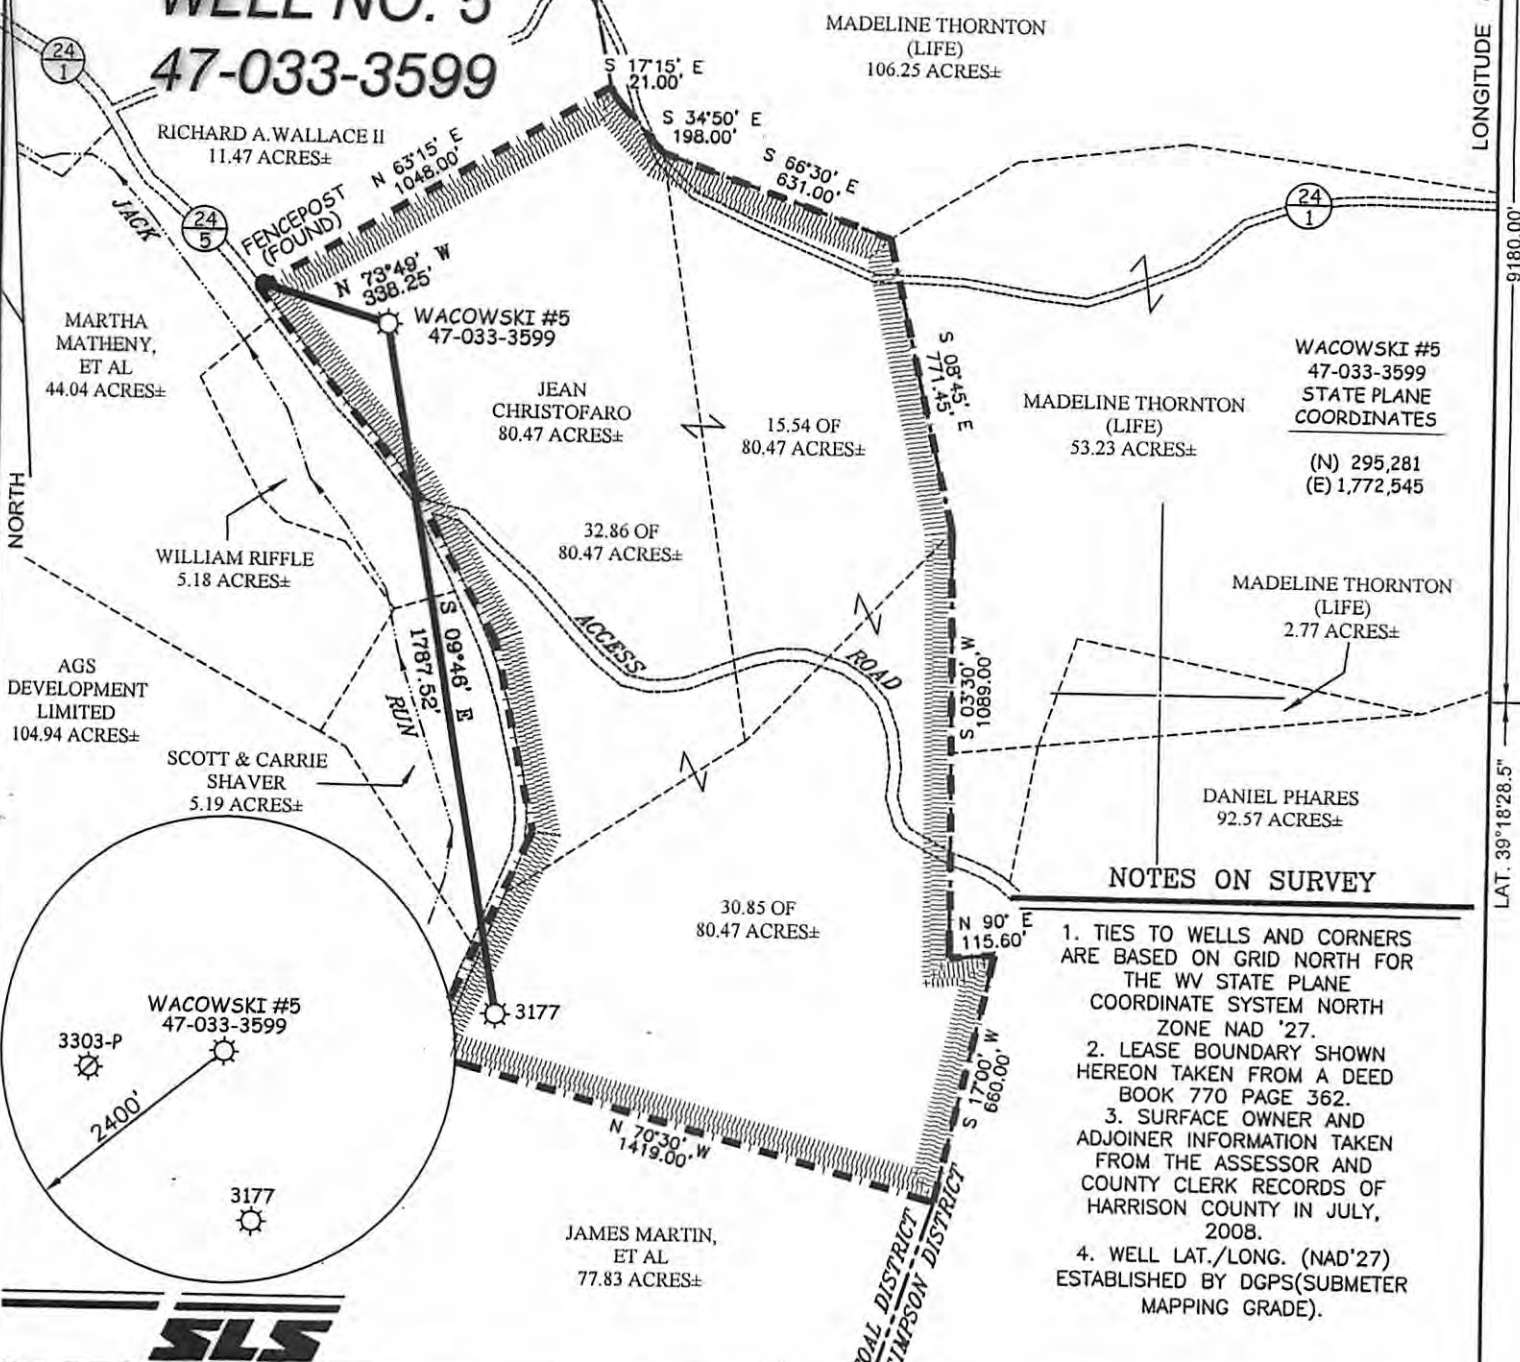 WELL NO. 5
47-033-3599
24
1
RICHARD A. WALLACE II
11.47 ACRES±
MADELINE THORNTON
(LIFE)
106.25 ACRES±
S 17°15' E
21.00'
S 34°50' E
198.00'
S 66°30' E
631.00'
N 63°15' E
1048.00'
FENCEPOST
(FOUND)
JACK
24
5
24
1
LONGITUDE
9180.00'
N 73°49' W
338.25'
WACOWSKI #5
47-033-3599
MARTHA
MATHENY,
ET AL
44.04 ACRES±
JEAN
CHRISTOFARO
80.47 ACRES±
15.54 OF
80.47 ACRES±
S 08°45' E
771.45'
MADELINE THORNTON
(LIFE)
53.23 ACRES±
WACOWSKI #5
47-033-3599
STATE PLANE
COORDINATES
(N) 295,281
(E) 1,772,545
NORTH
WILLIAM RIFFLE
5.18 ACRES±
32.86 OF
80.47 ACRES±
MADELINE THORNTON
(LIFE)
2.77 ACRES±
ACCESS
ROAD
S 09°46' E
1787.52'
RUN
S 03°30' W
1089.00'
AGS
DEVELOPMENT
LIMITED
104.94 ACRES±
SCOTT & CARRIE
SHAVER
5.19 ACRES±
DANIEL PHARES
92.57 ACRES±
LAT. 39°18'28.5"
30.85 OF
80.47 ACRES±
N 90° E
115.60'
3177
S 17°00' W
660.00'
N 70°30' W
1419.00'
JAMES MARTIN,
ET AL
77.83 ACRES±
OAL DISTRICT
IMPSON DISTRICT
WACOWSKI #5
47-033-3599
3303-P
2400'
3177
SLS
NOTES ON SURVEY
1. TIES TO WELLS AND CORNERS
ARE BASED ON GRID NORTH FOR
THE WV STATE PLANE
COORDINATE SYSTEM NORTH
ZONE NAD '27.
2. LEASE BOUNDARY SHOWN
HEREON TAKEN FROM A DEED
BOOK 770 PAGE 362.
3. SURFACE OWNER AND
ADJOINER INFORMATION TAKEN
FROM THE ASSESSOR AND
COUNTY CLERK RECORDS OF
HARRISON COUNTY IN JULY,
2008.
4. WELL LAT./LONG. (NAD'27)
ESTABLISHED BY DGPS(SUBMETER
MAPPING GRADE).